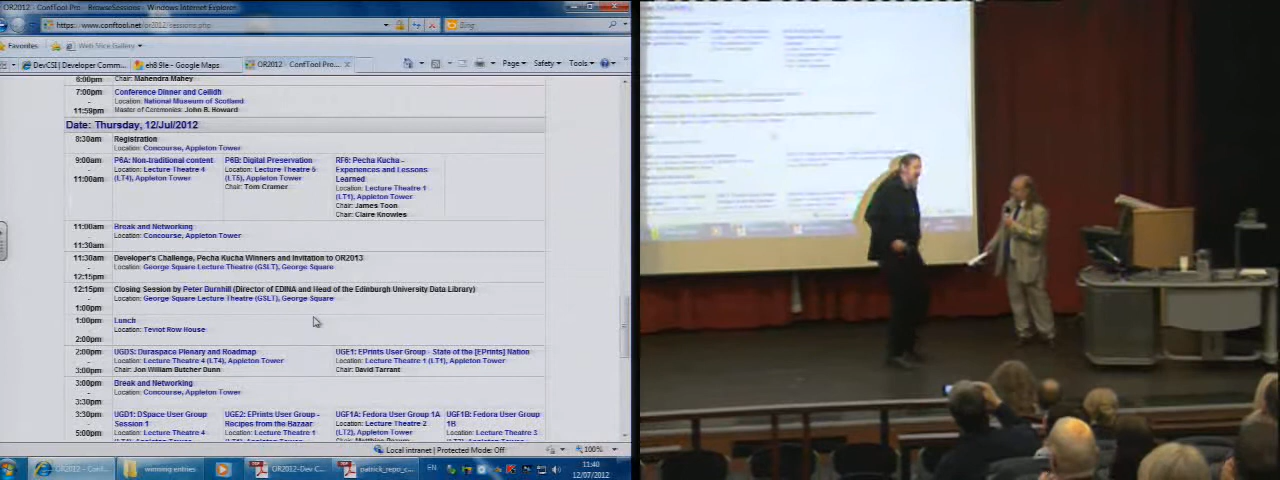 OR2012 - ConfTool Pro - BrowseSessions - Windows Internet Explorer
https://www.conftool.net/or2012/sessions.php
Bing
Favorites
Web Slice Gallery
DevCSI | Developer Comm...
eh8 9le - Google Maps
OR2012 - ConfTool Pro...
Page
Safety
Tools
6:00pm
Chair: Mahendra Mahey
7:00pm
-
11:59pm
Conference Dinner and Ceilidh
Location: National Museum of Scotland
Master of Ceremonies: John B. Howard
Date: Thursday, 12/Jul/2012
8:30am
Registration
Location: Concourse, Appleton Tower
9:00am
-
11:00am
P6A: Non-traditional content
Location: Lecture Theatre 4
(LT4), Appleton Tower
P6B: Digital Preservation
Location: Lecture Theatre 5
(LT5), Appleton Tower
Chair: Tom Cramer
RF6: Pecha Kucha -
Experiences and Lessons
Learned
Location: Lecture Theatre 1
(LT1), Appleton Tower
Chair: James Toon
Chair: Claire Knowles
11:00am
-
11:30am
Break and Networking
Location: Concourse, Appleton Tower
11:30am
-
12:15pm
Developer's Challenge, Pecha Kucha Winners and Invitation to OR2013
Location: George Square Lecture Theatre (GSLT), George Square
12:15pm
-
1:00pm
Closing Session by Peter Burnhill (Director of EDINA and Head of the Edinburgh University Data Library)
Location: George Square Lecture Theatre (GSLT), George Square
1:00pm
-
2:00pm
Lunch
Location: Teviot Row House
2:00pm
-
3:00pm
UGDS: Duraspace Plenary and Roadmap
Location: Lecture Theatre 4 (LT4), Appleton Tower
Chair: Jon William Butcher Dunn
UGE1: EPrints User Group - State of the [EPrints] Nation
Location: Lecture Theatre 1 (LT1), Appleton Tower
Chair: David Tarrant
3:00pm
-
3:30pm
Break and Networking
Location: Concourse, Appleton Tower
3:30pm
-
5:00pm
UGD1: DSpace User Group
Session 1
Location: Lecture Theatre 4
UGE2: EPrints User Group -
Recipes from the Bazaar
Location: Lecture Theatre 1
UGF1A: Fedora User Group 1A
Location: Lecture Theatre 2
(LT2), Appleton Tower
UGF1B: Fedora User Group
1B
Location: Lecture Theatre 3
Local intranet | Protected Mode: Off
100%
OR2012 - Conf...
winning entries
OR2012-Dev C...
patrick_repo_c...
EN
11:40
12/07/2012